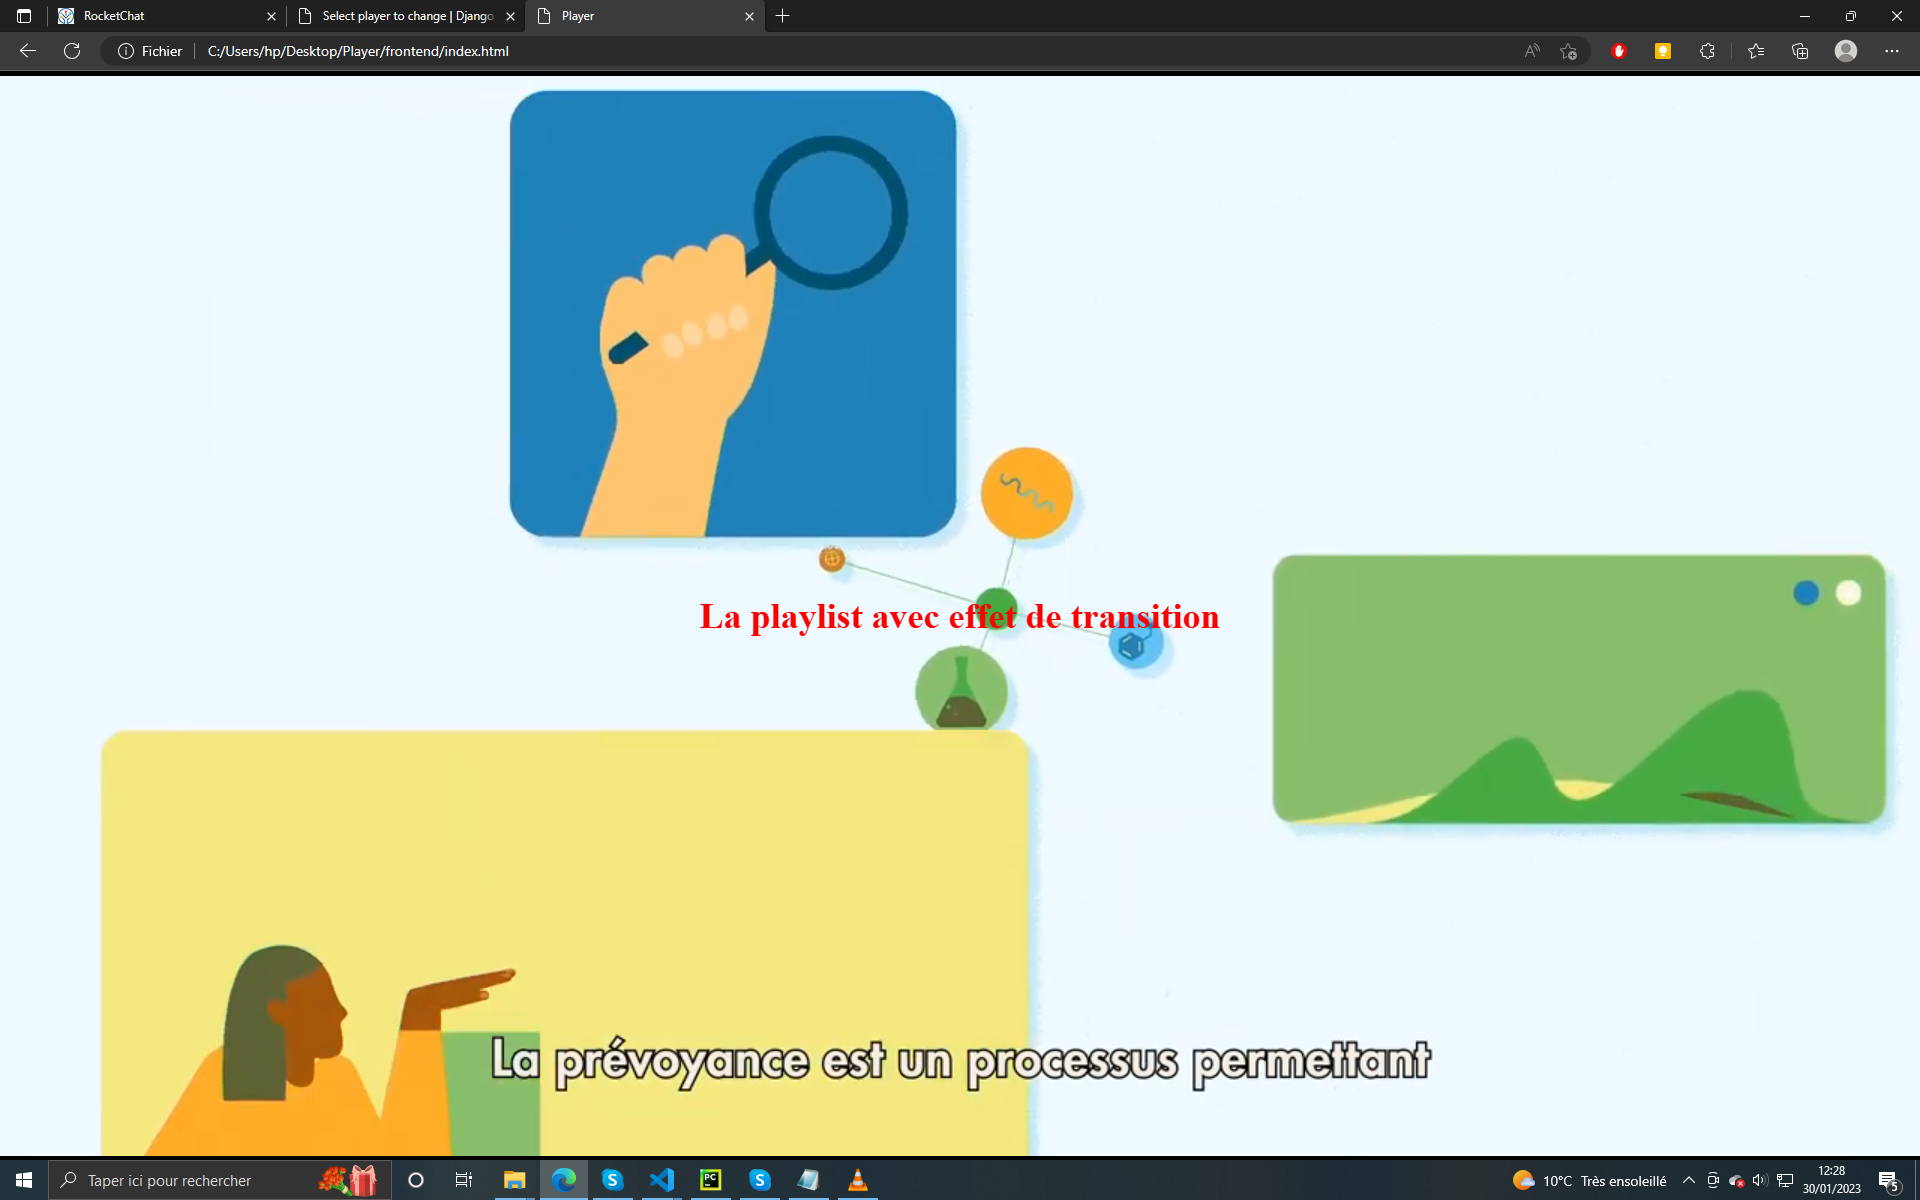 RocketChat
Select player to change | Django
Player
Fichier
C:/Users/hp/Desktop/Player/frontend/index.html
La playlist avec effet de transition
La prévoyance est un processus permettant
Taper ici pour rechercher
10°C Très ensoleillé
12:28
30/01/2023
5